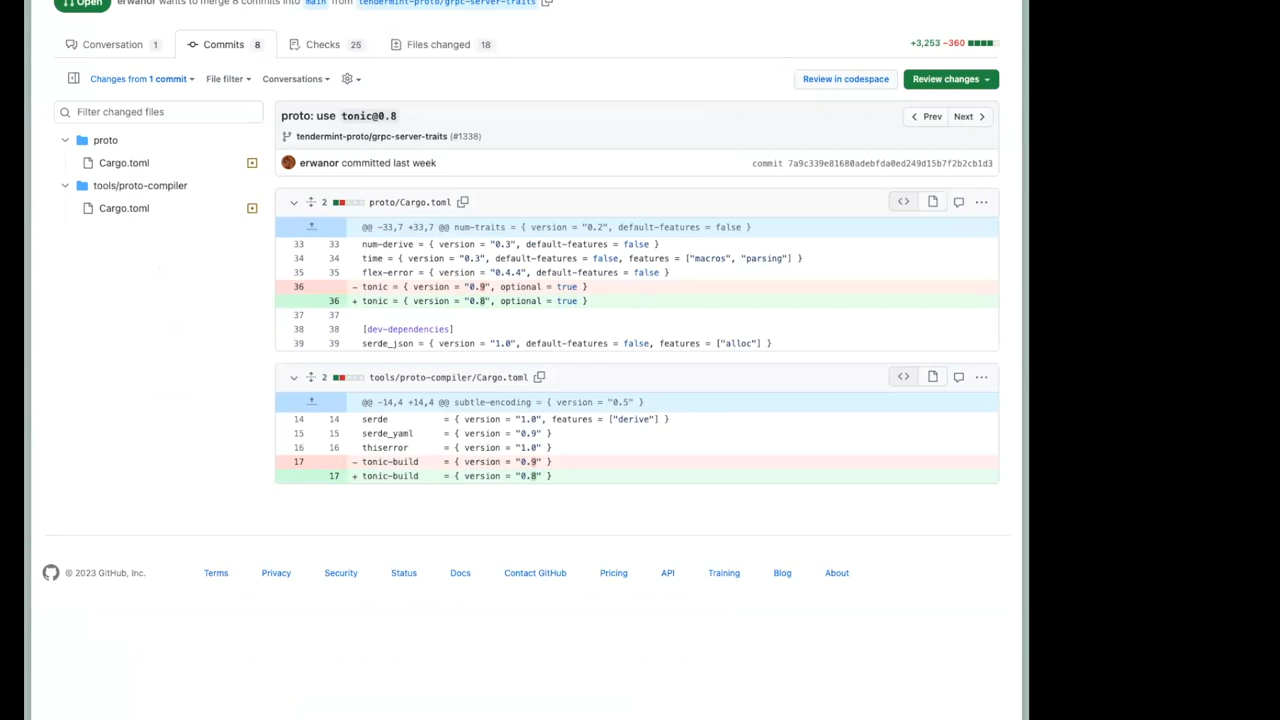 Open erwanor wants to merge 8 commits into main from tendermint-proto/grpc-server-traits
Conversation 1 Commits 8 Checks 25 Files changed 18 +3,253 −360
Changes from 1 commit File filter Conversations Review in codespace Review changes
Filter changed files
proto
Cargo.toml
tools/proto-compiler
Cargo.toml
proto: use tonic@0.8 Prev Next
tendermint-proto/grpc-server-traits (#1338)
erwanor committed last week commit 7a9c339e81680adebfda0ed249d15b7f2b2cb1d3
2 proto/Cargo.toml
@@ -33,7 +33,7 @@ num-traits = { version = "0.2", default-features = false }
33 33 num-derive = { version = "0.3", default-features = false }
34 34 time = { version = "0.3", default-features = false, features = ["macros", "parsing"] }
35 35 flex-error = { version = "0.4.4", default-features = false }
36 - tonic = { version = "0.9", optional = true }
36 + tonic = { version = "0.8", optional = true }
37 37
38 38 [dev-dependencies]
39 39 serde_json = { version = "1.0", default-features = false, features = ["alloc"] }
2 tools/proto-compiler/Cargo.toml
@@ -14,4 +14,4 @@ subtle-encoding = { version = "0.5" }
14 14 serde = { version = "1.0", features = ["derive"] }
15 15 serde_yaml = { version = "0.9" }
16 16 thiserror = { version = "1.0" }
17 - tonic-build = { version = "0.9" }
17 + tonic-build = { version = "0.8" }
© 2023 GitHub, Inc. Terms Privacy Security Status Docs Contact GitHub Pricing API Training Blog About